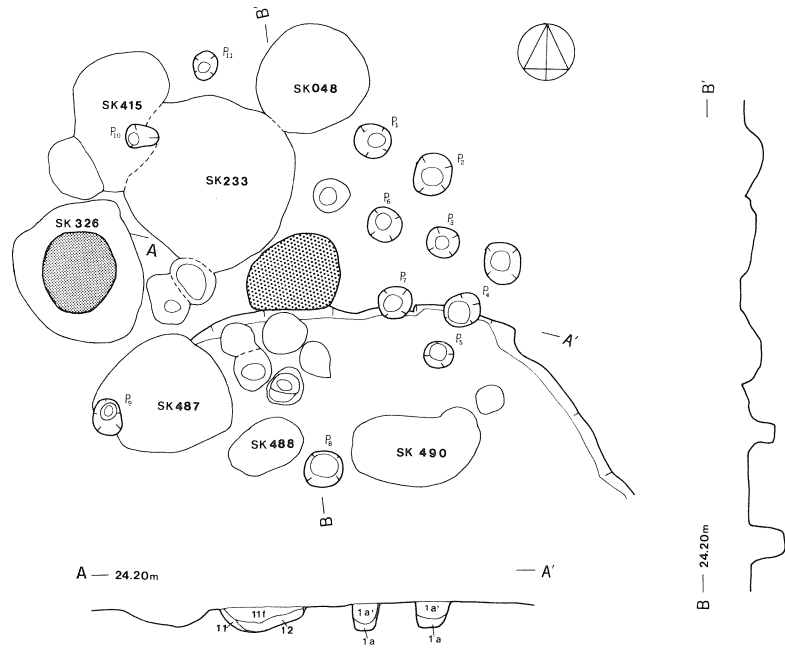 B'
P11
SK048
SK415
B'
P1
P10
P2
SK233
P6
SK326
P3
A
P7
P4
A'
P5
P9
SK487
SK488
P8
SK 490
B
A 24.20m A'
B 24.20m
11f 1a' 1a'
11 12
1a 1a